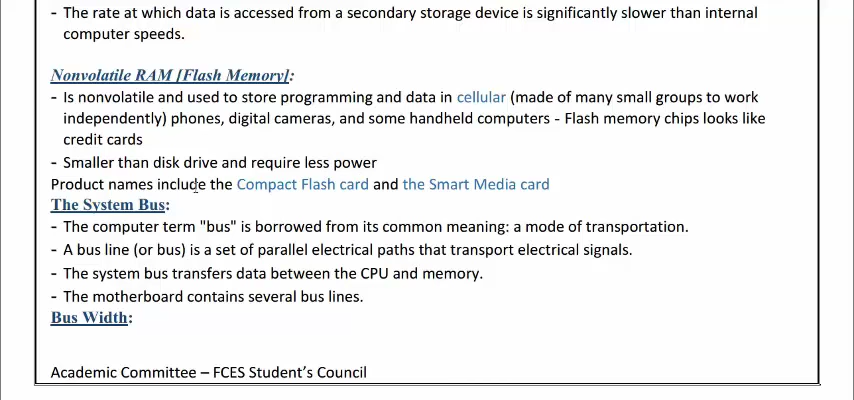 - The rate at which data is accessed from a secondary storage device is significantly slower than internal
computer speeds.
Nonvolatile RAM [Flash Memory]:
- Is nonvolatile and used to store programming and data in cellular (made of many small groups to work
independently) phones, digital cameras, and some handheld computers - Flash memory chips looks like
credit cards
- Smaller than disk drive and require less power
Product names include the Compact Flash card and the Smart Media card
The System Bus:
- The computer term "bus" is borrowed from its common meaning: a mode of transportation.
- A bus line (or bus) is a set of parallel electrical paths that transport electrical signals.
- The system bus transfers data between the CPU and memory.
- The motherboard contains several bus lines.
Bus Width:
Academic Committee – FCES Student’s Council